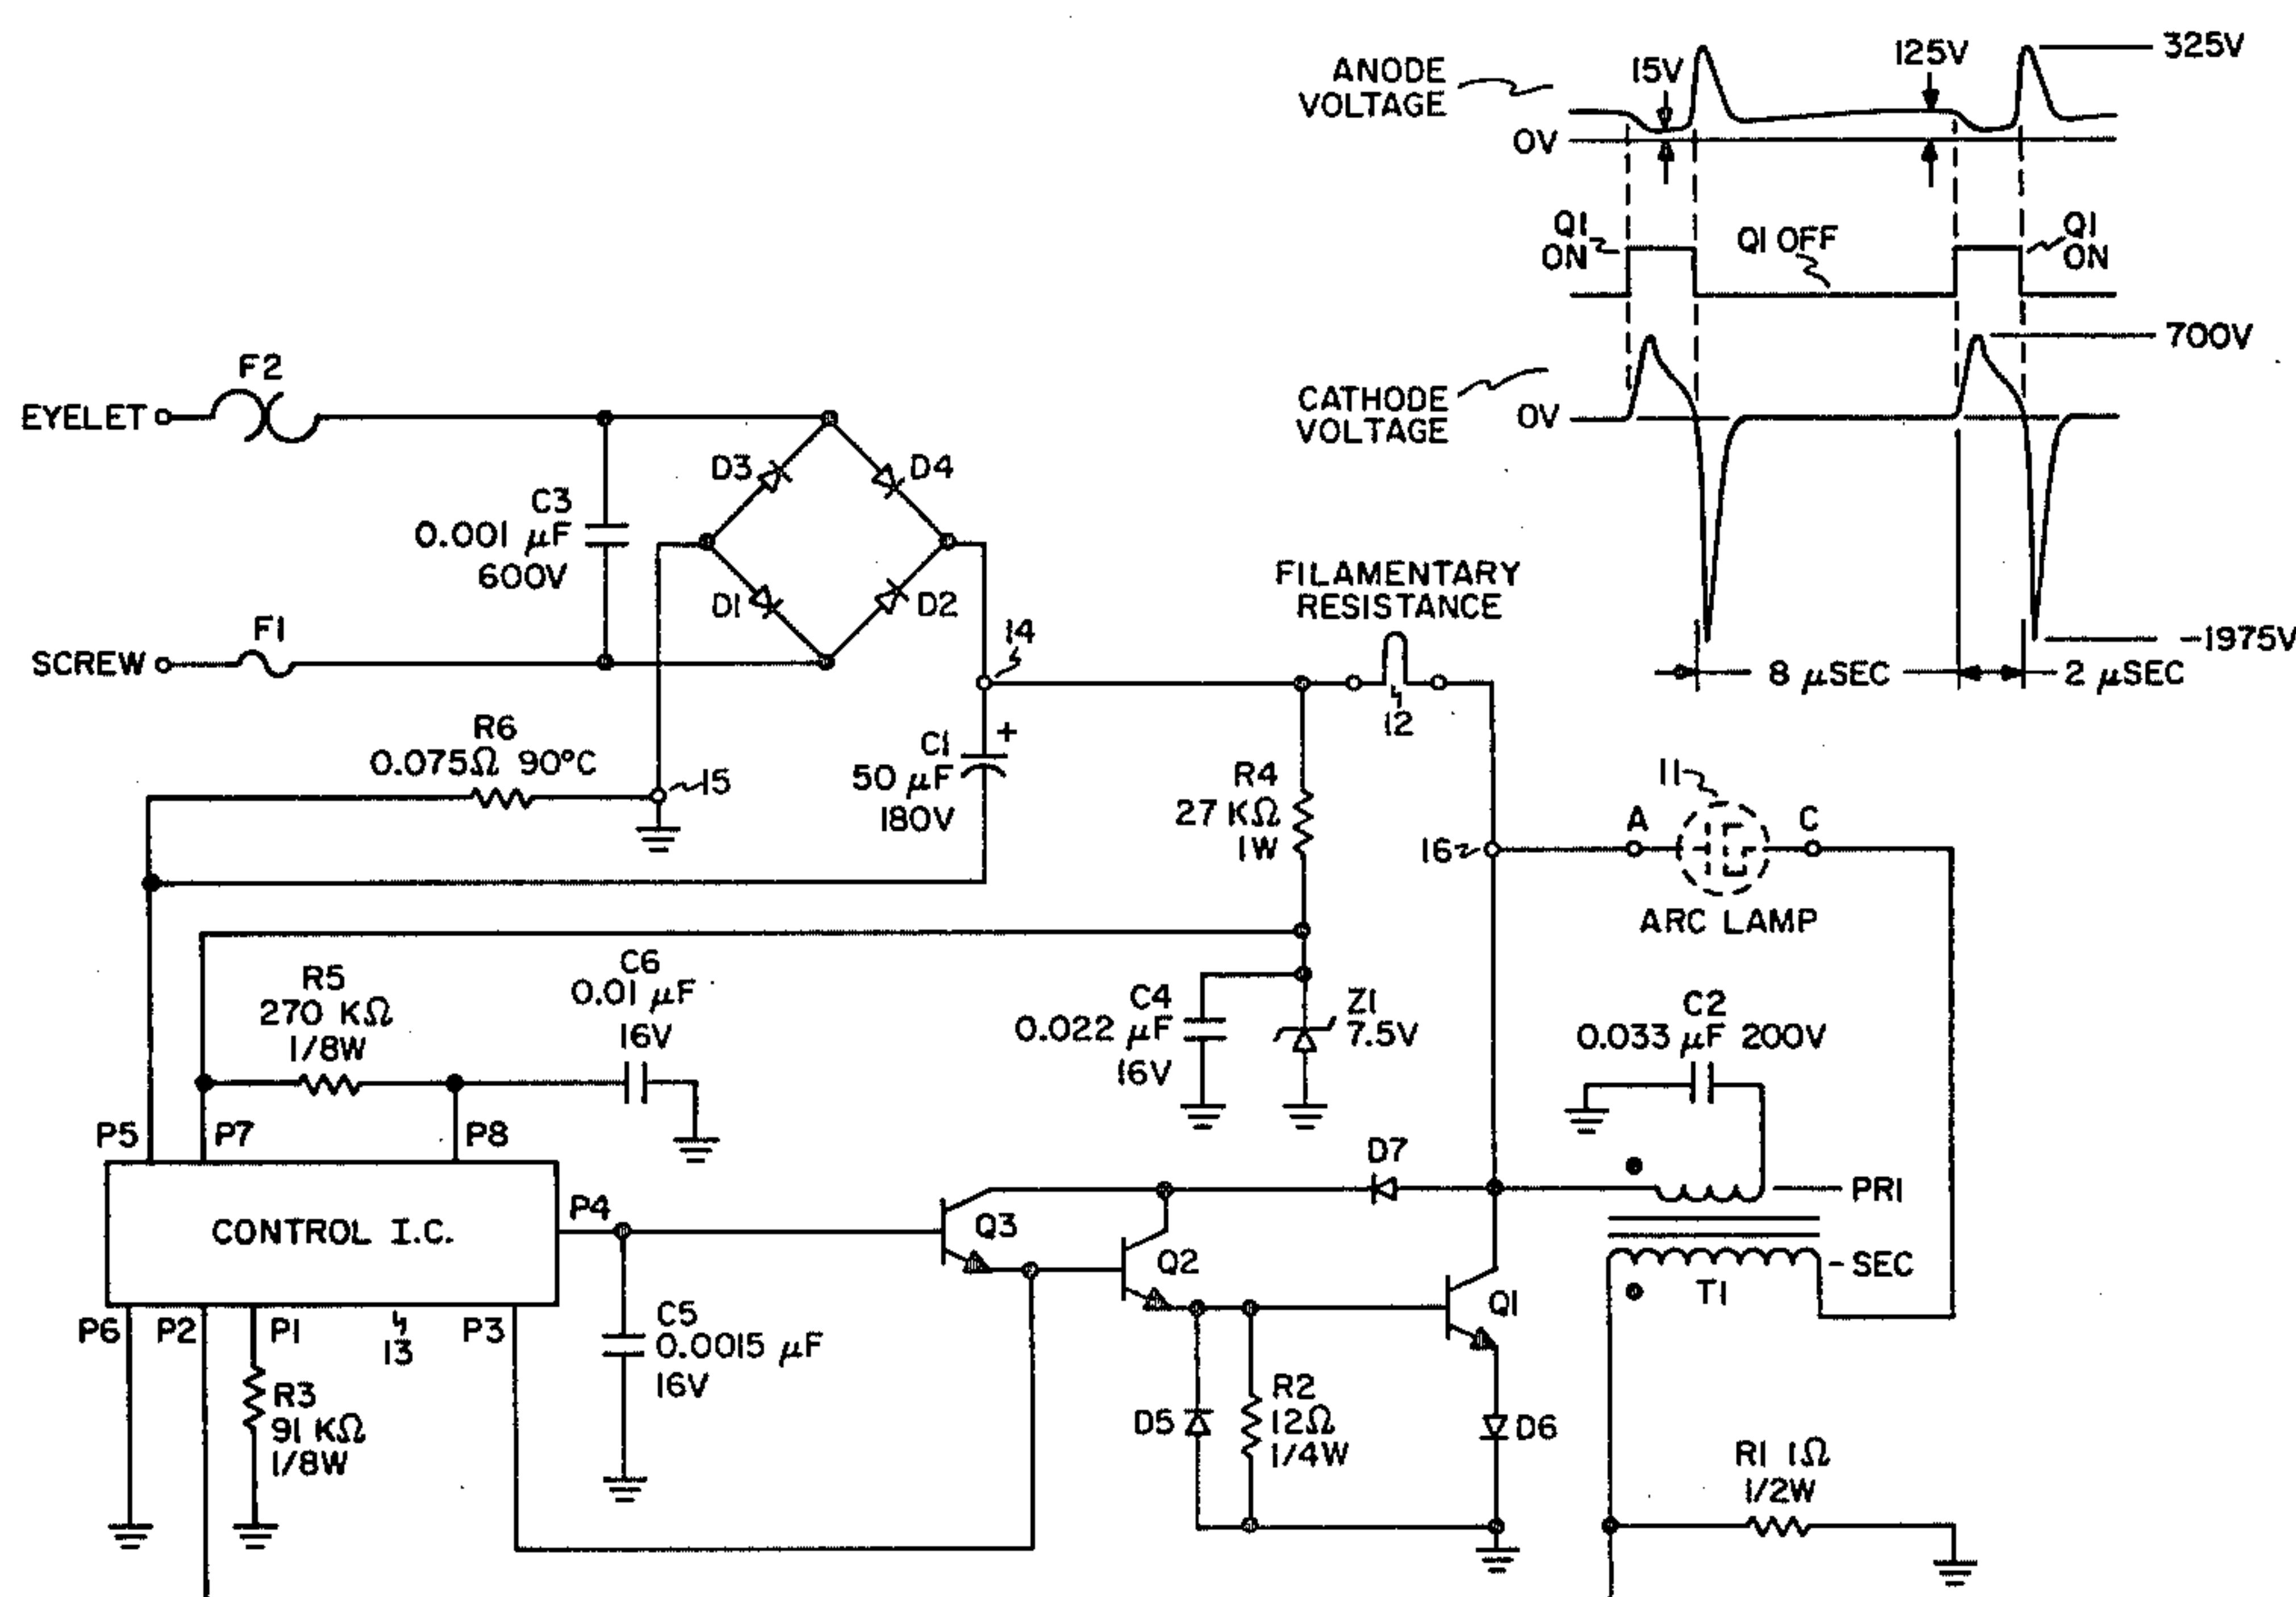 ANODE
VOLTAGE
15V
125V
325V
0V
Q1
ON
Q1 OFF
Q1
ON
700V
CATHODE
VOLTAGE
0V
-1975V
8 µSEC
2 µSEC
EYELET
F2
C3
0.001 µF
600V
D3
D4
D1
D2
SCREW
F1
14
FILAMENTARY
RESISTANCE
12
R6
0.075Ω 90°C
15
C1
+
50 µF
180V
R4
27 KΩ
1W
16
11
A
C
ARC LAMP
R5
270 KΩ
1/8W
C6
0.01 µF
16V
C4
0.022 µF
16V
Z1
7.5V
C2
0.033 µF 200V
P5
P7
P8
CONTROL I.C.
P4
Q3
D7
Q2
Q1
PRI
SEC
T1
P6
P2
P1
13
P3
C5
0.0015 µF
16V
R3
91 KΩ
1/8W
D5
R2
12Ω
1/4W
D6
R1 1Ω
1/2W